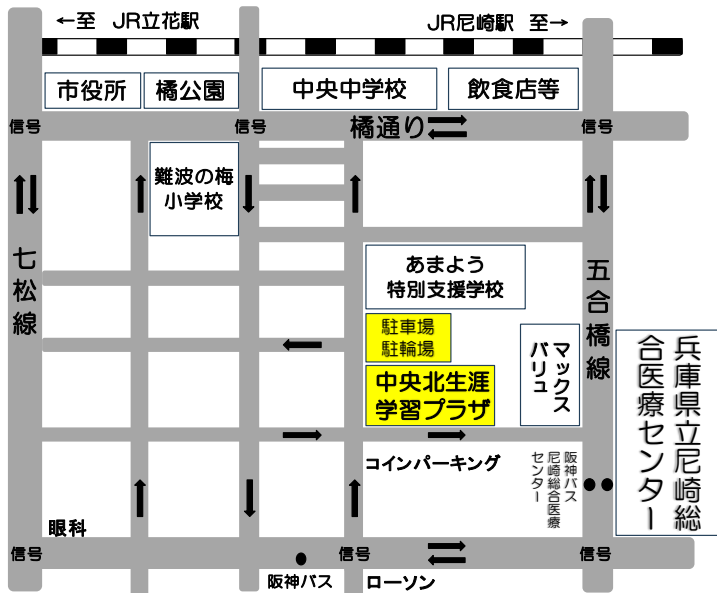 ←至 JR立花駅
JR尼崎駅 至→
市役所
橘公園
中央中学校
飲食店等
信号
信号
橘通り
信号
難波の梅
小学校
七松線
五合橋線
あまよう
特別支援学校
駐車場
駐輪場
マックス
バリュ
中央北生涯
学習プラザ
兵庫県立尼崎総
合医療センター
コインパーキング
阪神バス
尼崎総合医療
センター
眼科
信号
信号
信号
阪神バス
ローソン